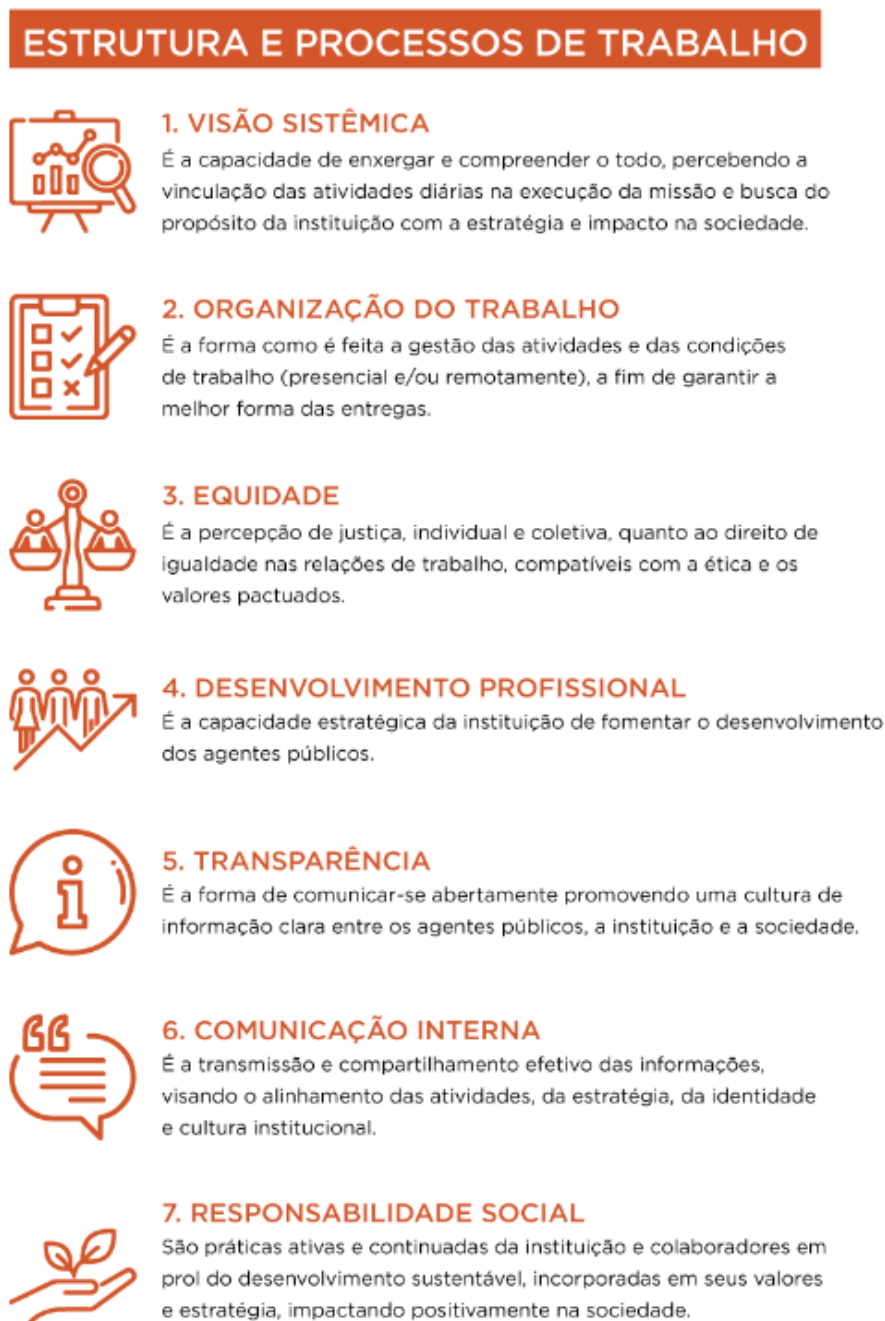 ESTRUTURA E PROCESSOS DE TRABALHO
1. VISÃO SISTÊMICA
É a capacidade de enxergar e compreender o todo, percebendo a
vinculação das atividades diárias na execução da missão e busca do
propósito da instituição com a estratégia e impacto na sociedade.
2. ORGANIZAÇÃO DO TRABALHO
É a forma como é feita a gestão das atividades e das condições
de trabalho (presencial e/ou remotamente), a fim de garantir a
melhor forma das entregas.
3. EQUIDADE
É a percepção de justiça, individual e coletiva, quanto ao direito de
igualdade nas relações de trabalho, compatíveis com a ética e os
valores pactuados.
4. DESENVOLVIMENTO PROFISSIONAL
É a capacidade estratégica da instituição de fomentar o desenvolvimento
dos agentes públicos.
5. TRANSPARÊNCIA
É a forma de comunicar-se abertamente promovendo uma cultura de
informação clara entre os agentes públicos, a instituição e a sociedade.
6. COMUNICAÇÃO INTERNA
É a transmissão e compartilhamento efetivo das informações,
visando o alinhamento das atividades, da estratégia, da identidade
e cultura institucional.
7. RESPONSABILIDADE SOCIAL
São práticas ativas e continuadas da instituição e colaboradores em
prol do desenvolvimento sustentável, incorporadas em seus valores
e estratégia, impactando positivamente na sociedade.